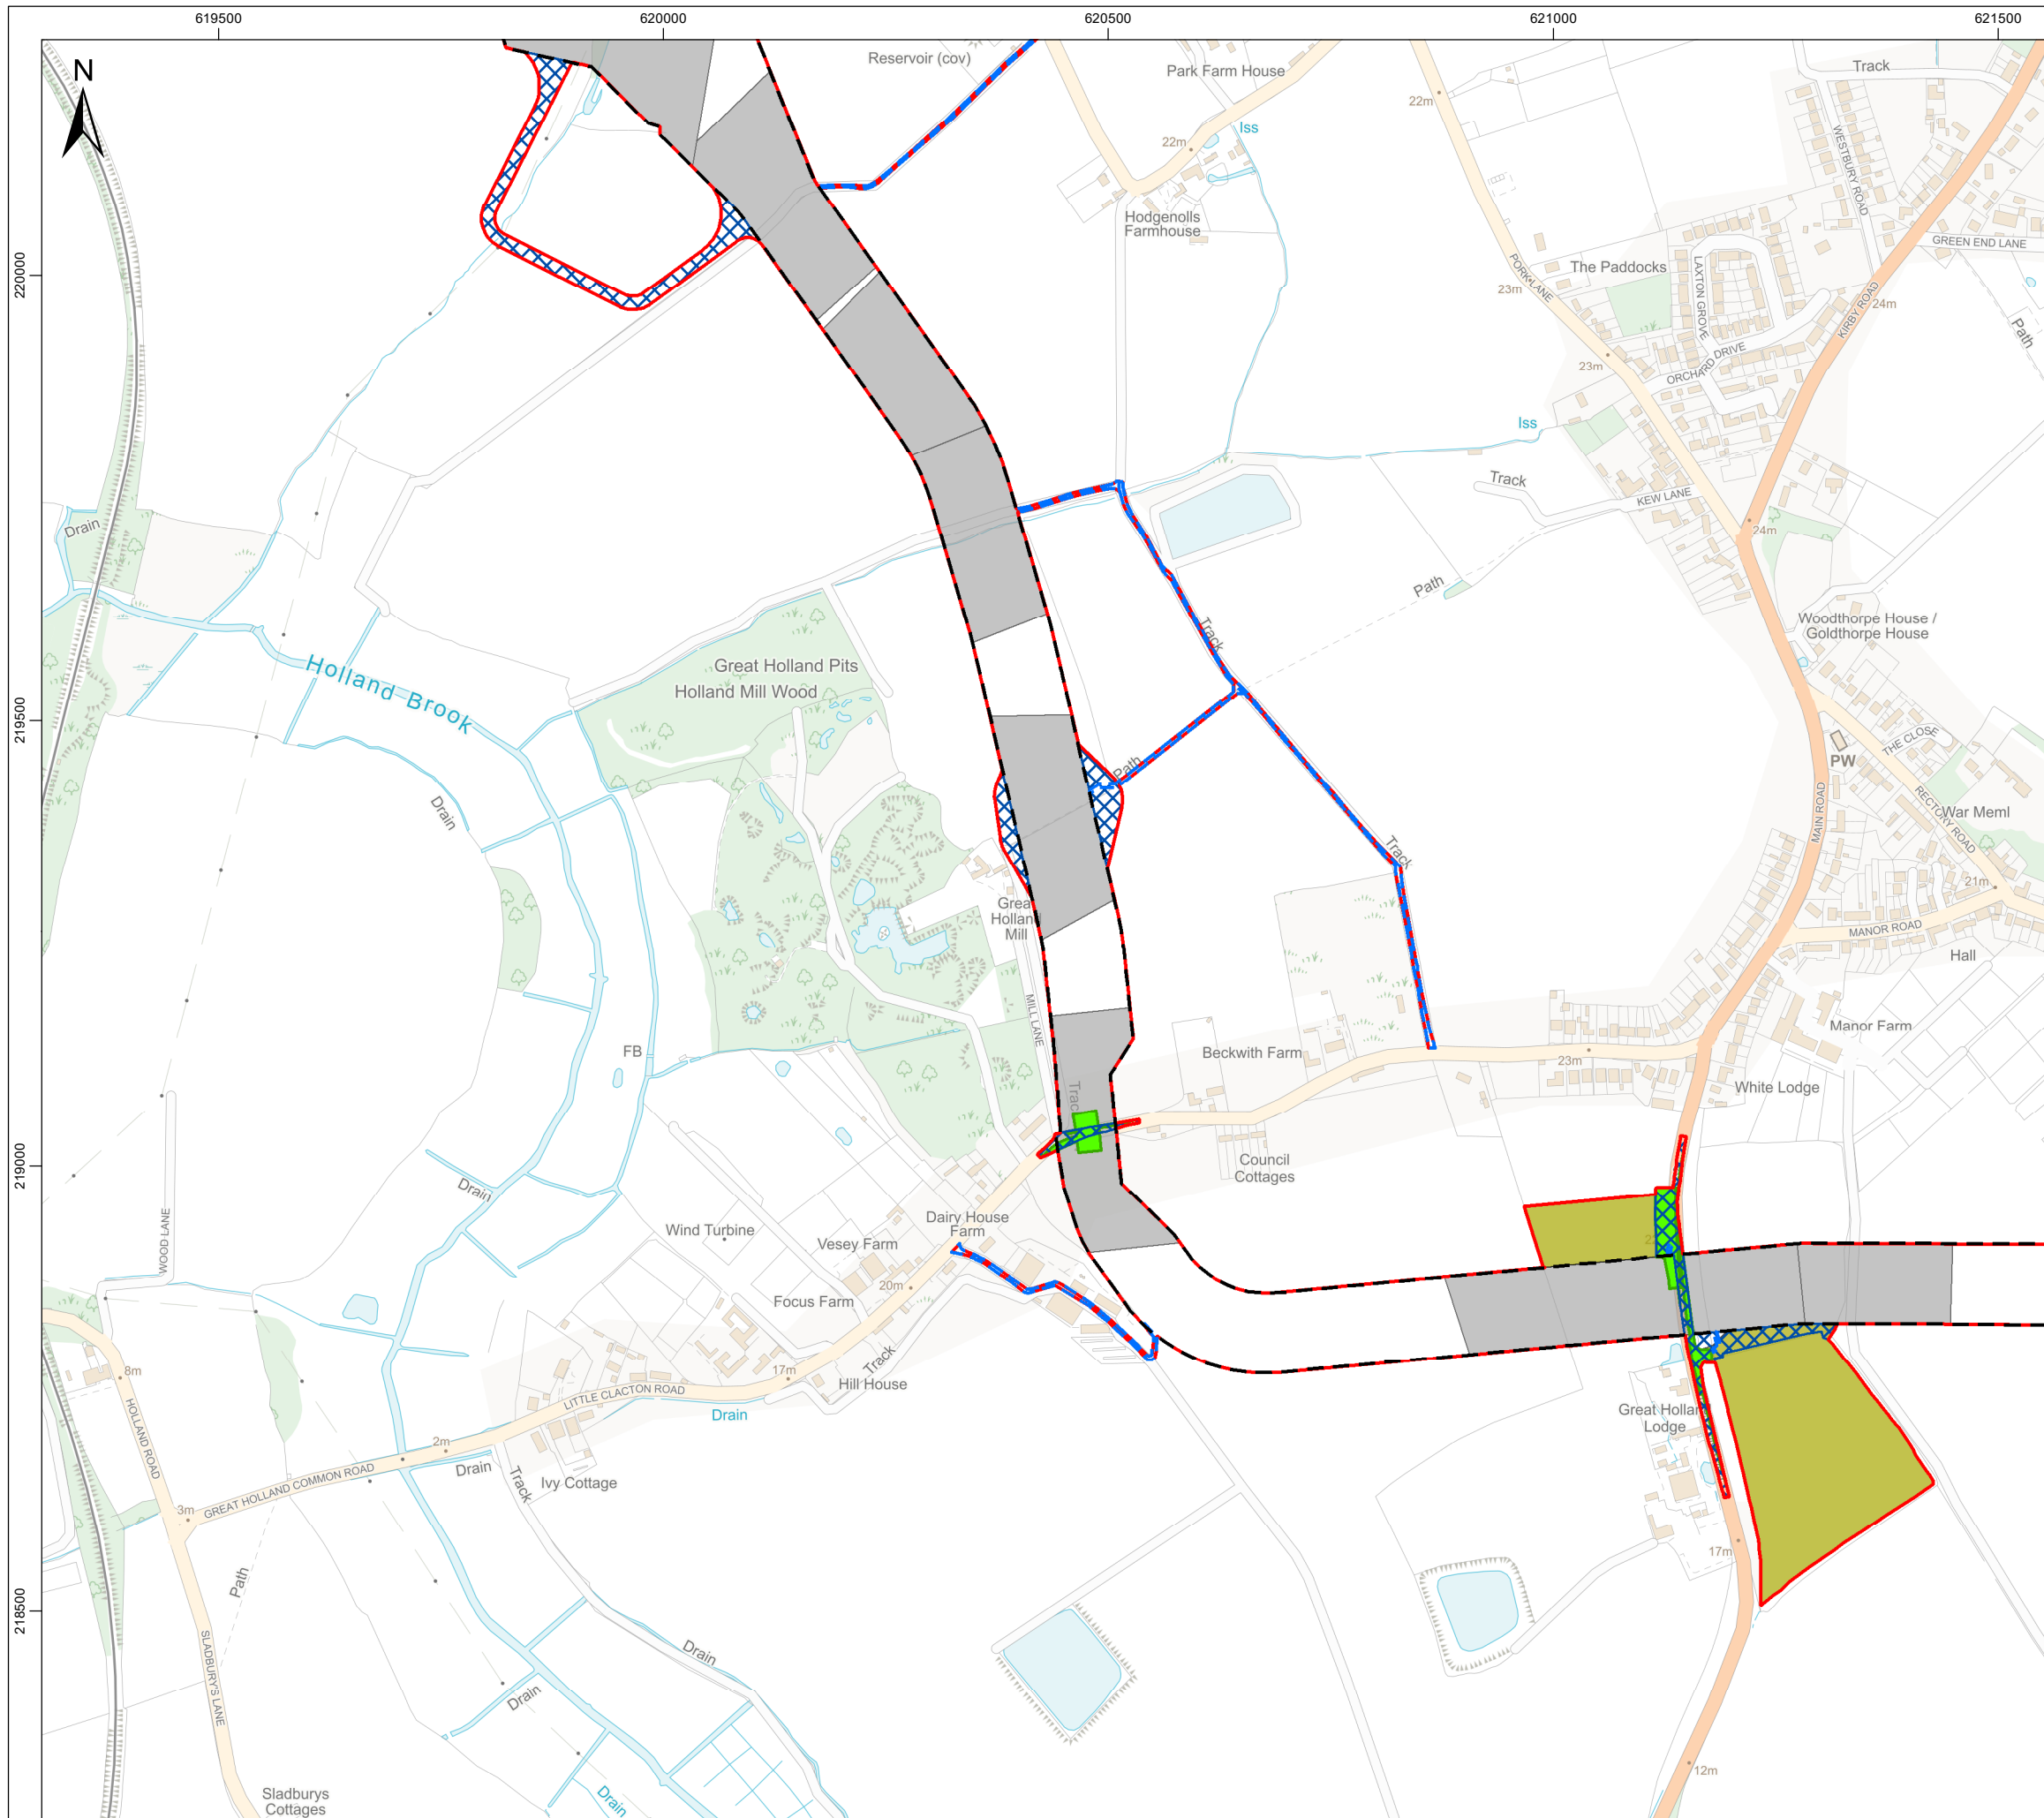 619500
620000
620500
621000
621500
N
Reservoir (cov)
Park Farm House
Track
22m
Iss
22m
WESTBURY ROAD
Hodgenolls
Farmhouse
GREEN END LANE
PORK LANE
The Paddocks
LAXTON GROVE
220000
23m
24m
KIRBY ROAD
Path
23m
ORCHARD DRIVE
Iss
Track
KEW LANE
Drain
24m
Path
Woodthorpe House /
Goldthorpe House
Track
Great Holland Pits
Holland Mill Wood
Holland Brook
219500
THE CLOSE
PW
Path
Drain
MAIN ROAD
RECTORY ROAD
War Meml
Track
21m
Great
Holland
Mill
MANOR ROAD
Hall
MILL LANE
Manor Farm
FB
Beckwith Farm
23m
White Lodge
Track
219000
Council
Cottages
Drain
Dairy House
Farm
Wind Turbine
Vesey Farm
WOOD LANE
20m
Focus Farm
8m
17m
Track
Hill House
LITTLE CLACTON ROAD
HOLLAND ROAD
Drain
Great Holland
Lodge
2m
Drain
GREAT HOLLAND COMMON ROAD
Track
Ivy Cottage
3m
17m
Path
218500
SLADBURY'S LANE
Drain
Drain
12m
Sladburys
Cottages
Drain